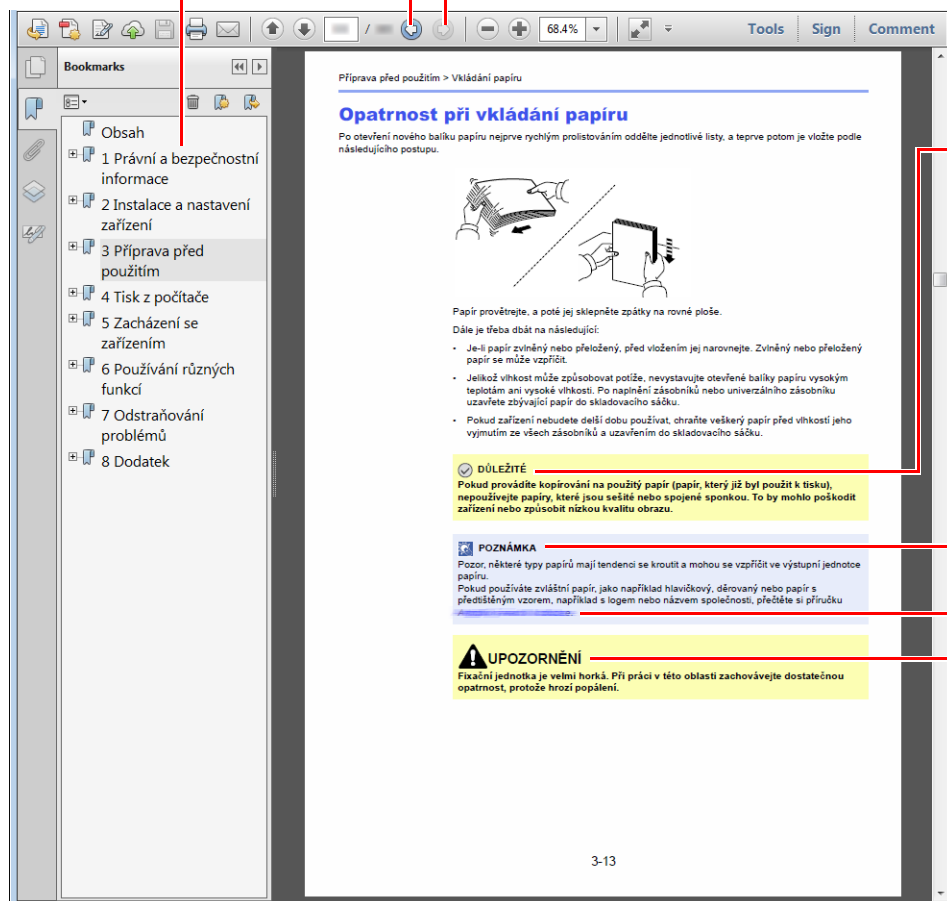 /
68.4%
Tools
Sign
Comment
Bookmarks
Obsah
1 Právní a bezpečnostní
informace
2 Instalace a nastavení
zařízení
3 Příprava před
použitím
4 Tisk z počítače
5 Zacházení se
zařízením
6 Používání různých
funkcí
7 Odstraňování
problémů
8 Dodatek
Příprava před použitím > Vkládání papíru
Opatrnost při vkládání papíru
Po otevření nového balíku papíru nejprve rychlým prolistováním oddělte jednotlivé listy, a teprve potom je vložte podle
následujícího postupu.
Papír provětrejte, a poté jej sklepněte zpátky na rovné ploše.
Dále je třeba dbát na následující:
• Je-li papír zvlněný nebo přeložený, před vložením jej narovnejte. Zvlněný nebo přeložený
papír se může vzpříčit.
• Jelikož vlhkost může způsobovat potíže, nevystavujte otevřené balíky papíru vysokým
teplotám ani vysoké vlhkosti. Po naplnění zásobníků nebo univerzálního zásobníku
uzavřete zbývající papír do skladovacího sáčku.
• Pokud zařízení nebudete delší dobu používat, chraňte veškerý papír před vlhkostí jeho
vyjmutím ze všech zásobníků a uzavřením do skladovacího sáčku.
DŮLEŽITÉ
Pokud provádíte kopírování na použitý papír (papír, který již byl použit k tisku),
nepoužívejte papíry, které jsou sešité nebo spojené sponkou. To by mohlo poškodit
zařízení nebo způsobit nízkou kvalitu obrazu.
POZNÁMKA
Pozor, některé typy papírů mají tendenci se kroutit a mohou se vzpříčit ve výstupní jednotce
papíru.
Pokud používáte zvláštní papír, jako například hlavičkový, děrovaný nebo papír s
předtištěným vzorem, například s logem nebo názvem společnosti, přečtěte si příručku
UPOZORNĚNÍ
Fixační jednotka je velmi horká. Při práci v této oblasti zachovávejte dostatečnou
opatrnost, protože hrozí popálení.
3-13